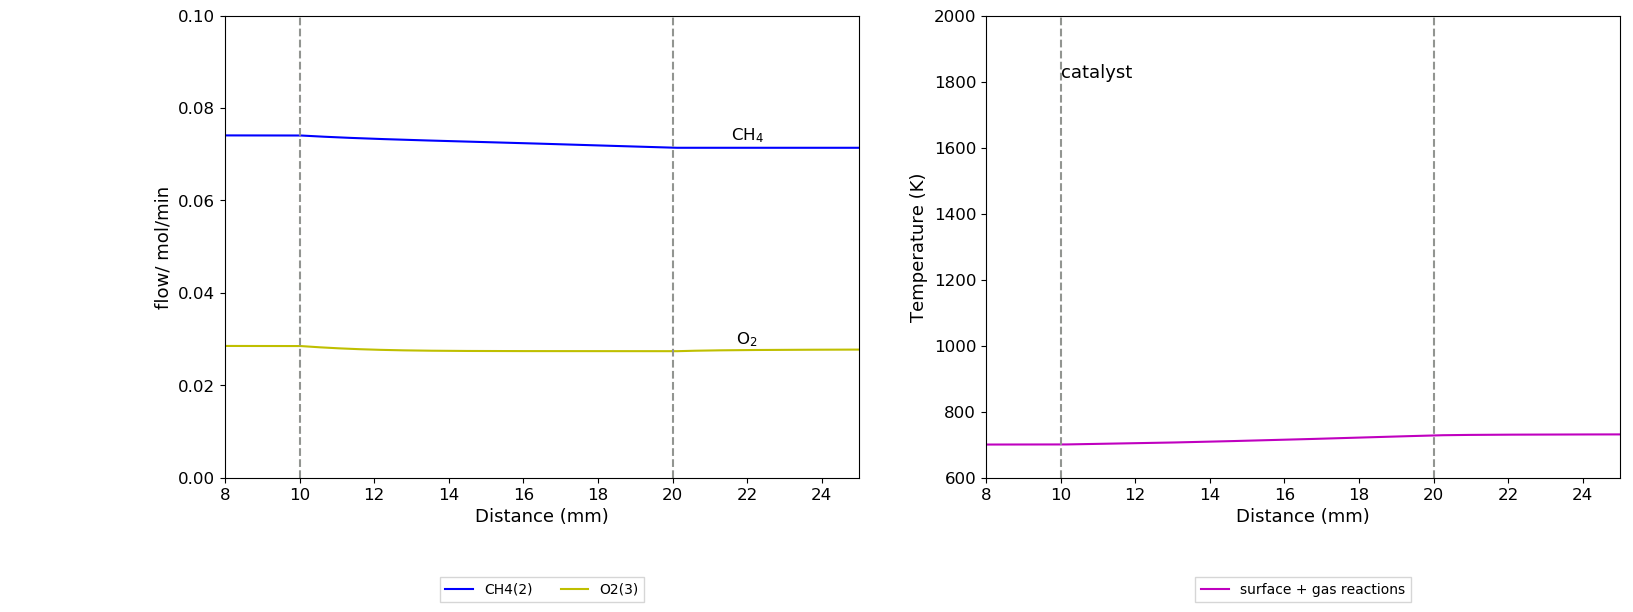 0.10
0.08
0.06
0.04
0.02
0.00
flow/ mol/min
CH4
O2
8 10 12 14 16 18 20 22 24
Distance (mm)
CH4(2) O2(3)
2000
1800
1600
1400
1200
1000
800
600
Temperature (K)
catalyst
8 10 12 14 16 18 20 22 24
Distance (mm)
surface + gas reactions